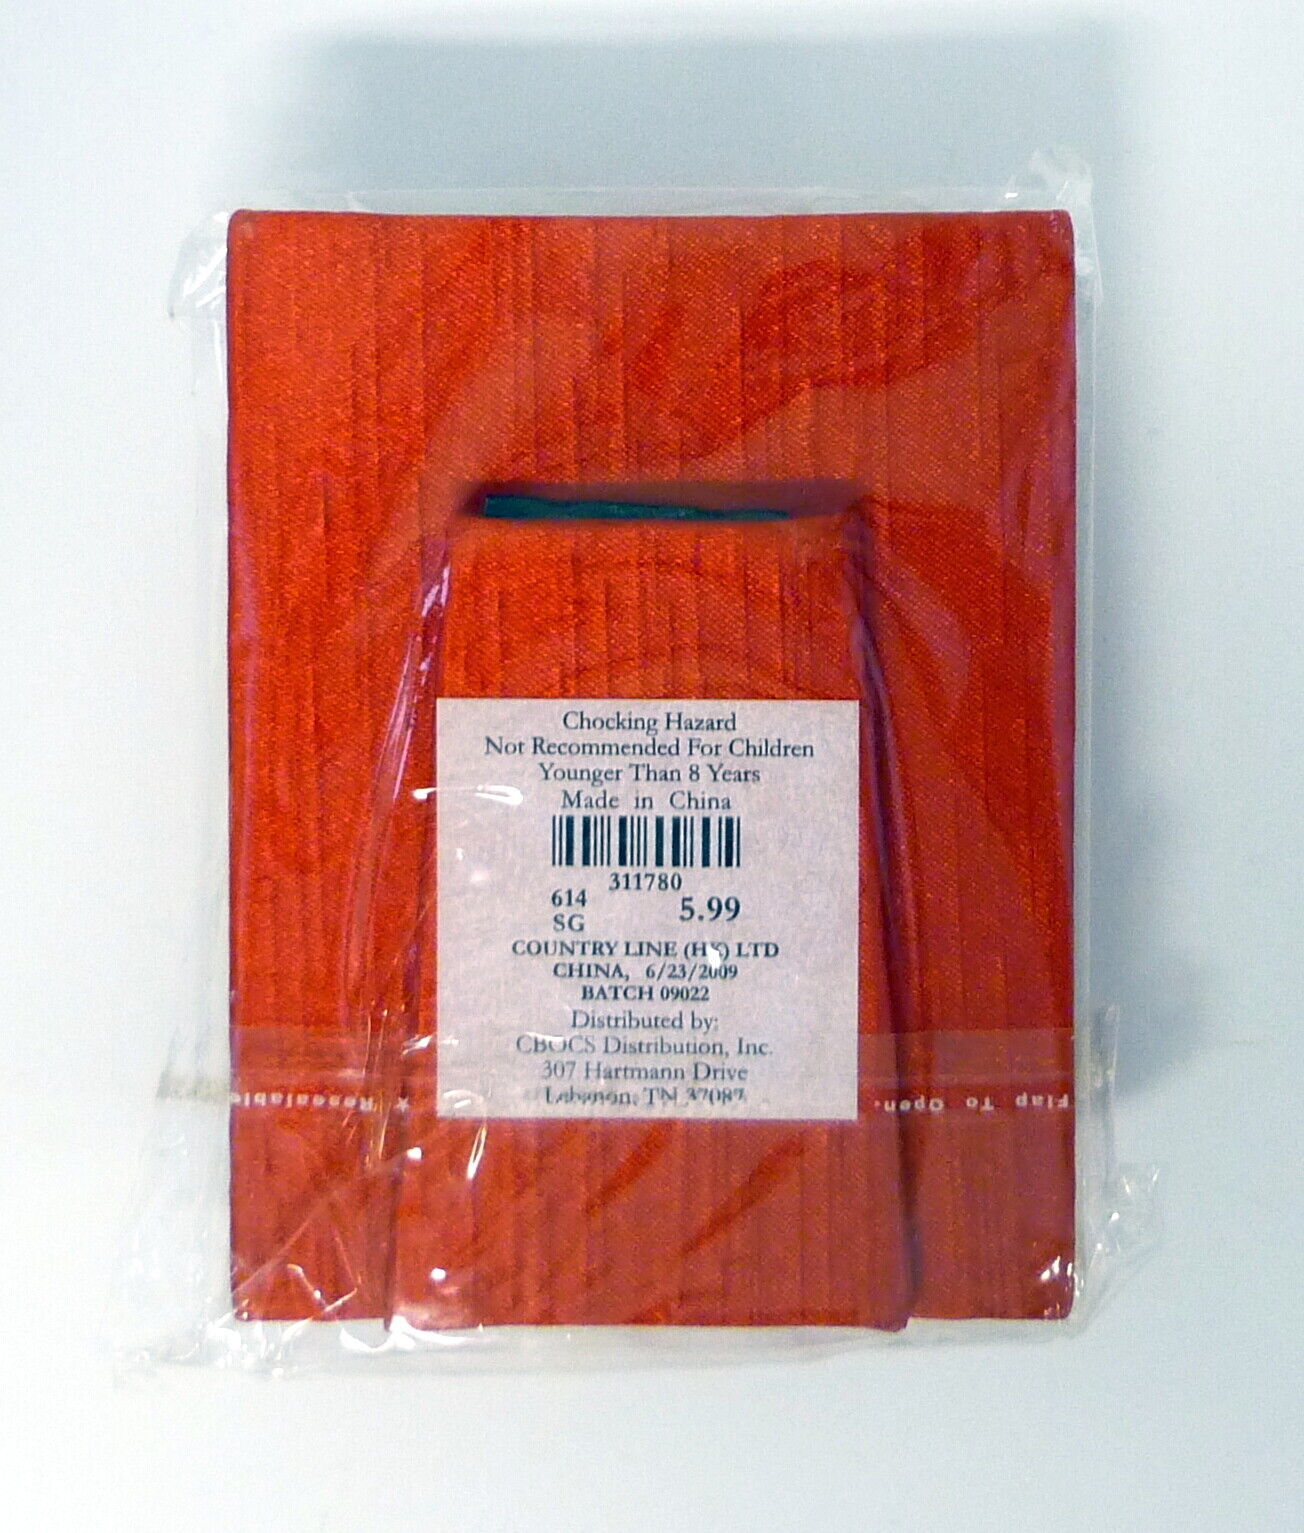 Chocking Hazard
Not Recommended For Children
Younger Than 8 Years
Made in China
311780
614
5.99
SG
COUNTRY LINE (HK) LTD
CHINA, 6/23/2009
BATCH 09022
Distributed by:
CBOCS Distribution, Inc.
307 Hartmann Drive
Lebanon, TN 37087
Flap To Open.
★ Resealable